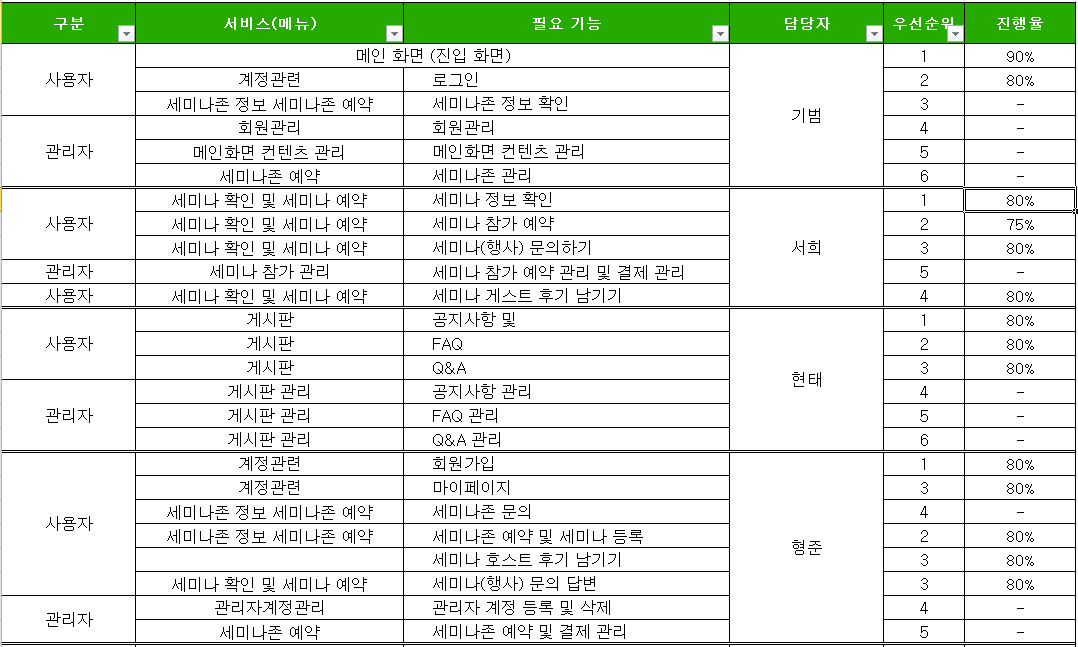 구분 서비스(메뉴) 필요 기능 담당자 우선순위 진행율
메인 화면 (진입 화면) 1 90%
사용자 계정관련 로그인 2 80%
세미나존 정보 세미나존 예약 세미나존 정보 확인 3 -
기범
회원관리 회원관리 4 -
관리자 메인화면 컨텐츠 관리 메인화면 컨텐츠 관리 5 -
세미나존 예약 세미나존 관리 6 -
세미나 확인 및 세미나 예약 세미나 정보 확인 1 80%
사용자 세미나 확인 및 세미나 예약 세미나 참가 예약 2 75%
세미나 확인 및 세미나 예약 세미나(행사) 문의하기 서희 3 80%
관리자 세미나 참가 관리 세미나 참가 예약 관리 및 결제 관리 5 -
사용자 세미나 확인 및 세미나 예약 세미나 게스트 후기 남기기 4 80%
게시판 공지사항 및 1 80%
사용자 게시판 FAQ 2 80%
게시판 Q&A 3 80%
현태
게시판 관리 공지사항 관리 4 -
관리자 게시판 관리 FAQ 관리 5 -
게시판 관리 Q&A 관리 6 -
계정관련 회원가입 1 80%
계정관련 마이페이지 3 80%
세미나존 정보 세미나존 예약 세미나존 문의 4 -
사용자
세미나존 정보 세미나존 예약 세미나존 예약 및 세미나 등록 2 80%
형준
세미나 호스트 후기 남기기 3 80%
세미나 확인 및 세미나 예약 세미나(행사) 문의 답변 3 80%
관리자계정관리 관리자 계정 등록 및 삭제 4 -
관리자
세미나존 예약 세미나존 예약 및 결제 관리 5 -